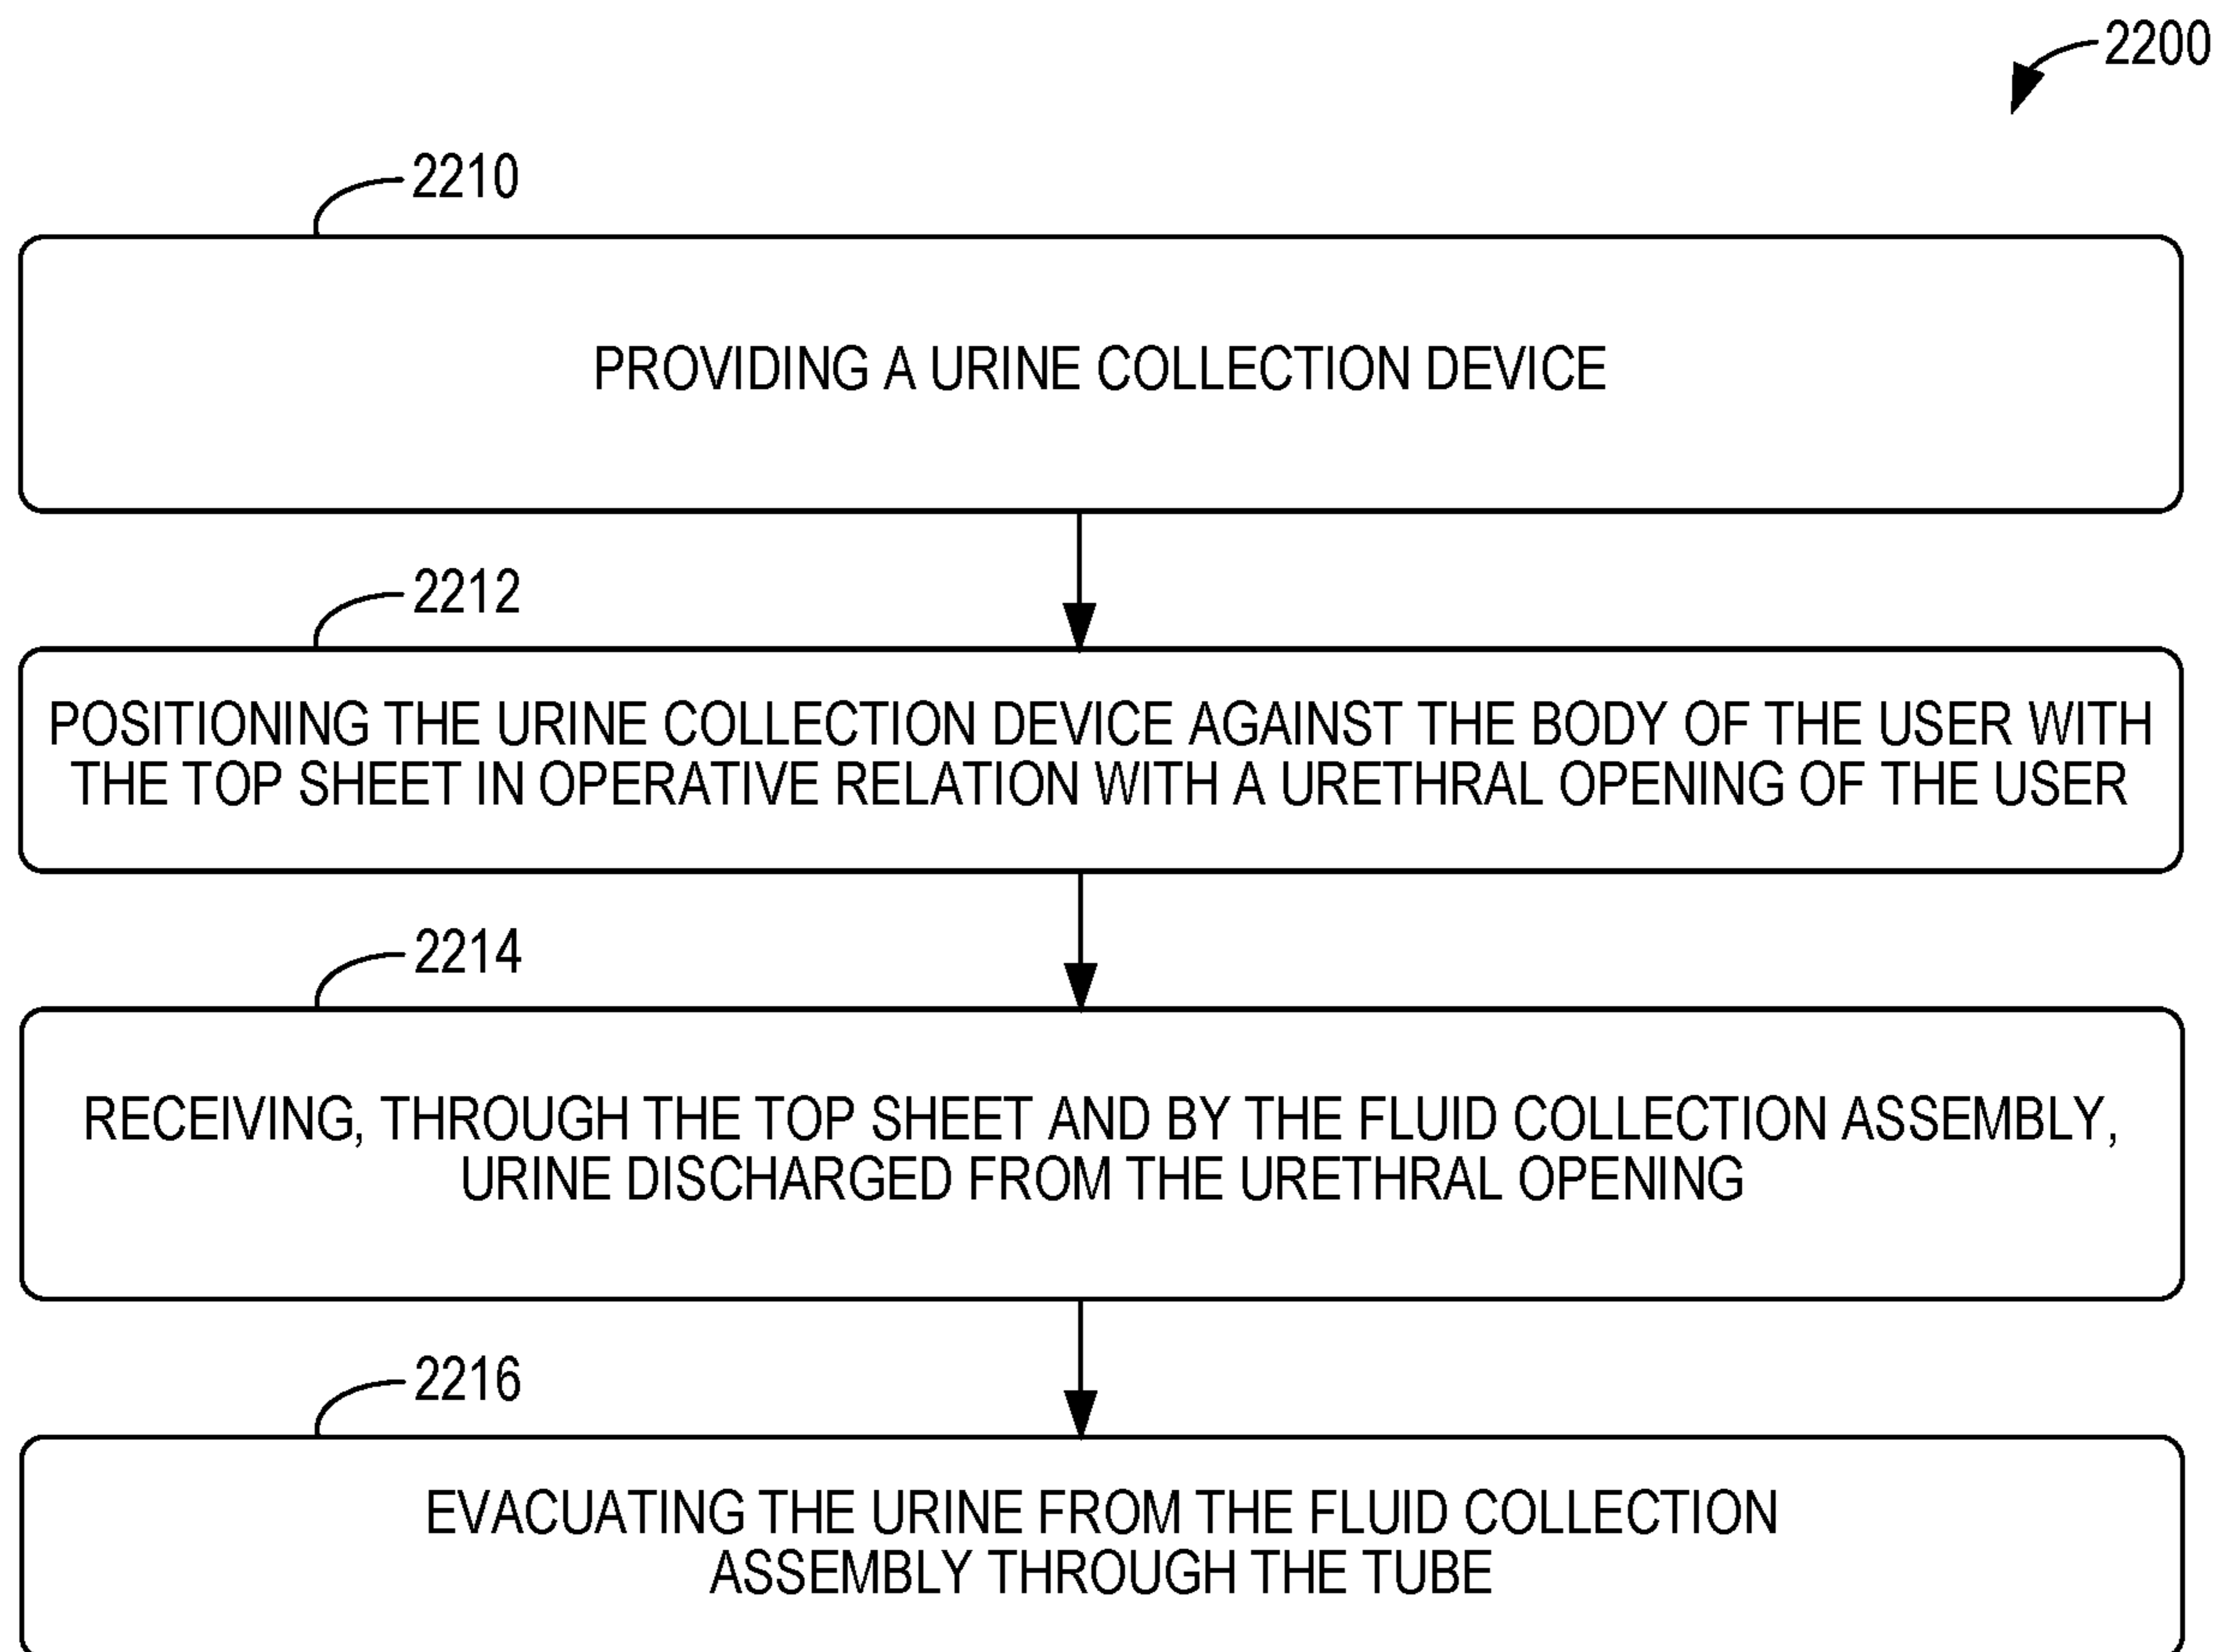 2200
2210
PROVIDING A URINE COLLECTION DEVICE
2212
POSITIONING THE URINE COLLECTION DEVICE AGAINST THE BODY OF THE USER WITH
THE TOP SHEET IN OPERATIVE RELATION WITH A URETHRAL OPENING OF THE USER
2214
RECEIVING, THROUGH THE TOP SHEET AND BY THE FLUID COLLECTION ASSEMBLY,
URINE DISCHARGED FROM THE URETHRAL OPENING
2216
EVACUATING THE URINE FROM THE FLUID COLLECTION
ASSEMBLY THROUGH THE TUBE